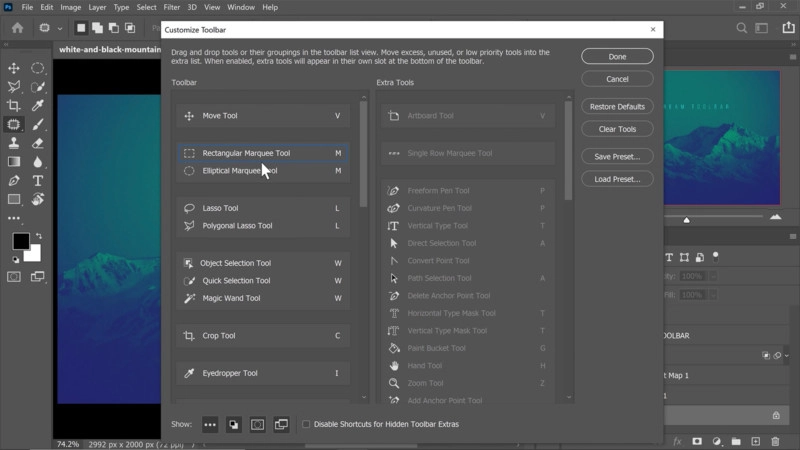 Ps File Edit Image Layer Type Select Filter View Plugins Window Help
white-and-black-mountain
Customize Toolbar
Drag and drop tools or their groupings in the toolbar list view. Move excess, unused, or low priority tools into the
extra list. When enabled, extra tools will appear in their own slot at the bottom of the toolbar.
Done
Cancel
Restore Defaults
Clear Tools
Save Preset...
Load Preset...
Toolbar
Move Tool V
Rectangular Marquee Tool M
Elliptical Marquee Tool M
Lasso Tool L
Polygonal Lasso Tool L
Object Selection Tool W
Quick Selection Tool W
Magic Wand Tool W
Crop Tool C
Eyedropper Tool I
Extra Tools
Artboard Tool V
Single Row Marquee Tool
Freeform Pen Tool P
Curvature Pen Tool P
Vertical Type Tool T
Direct Selection Tool A
Convert Point Tool
Path Selection Tool A
Delete Anchor Point Tool
Horizontal Type Mask Tool T
Vertical Type Mask Tool T
Paint Bucket Tool G
Hand Tool H
Zoom Tool Z
Add Anchor Point Tool
Show:
Disable Shortcuts for Hidden Toolbar Extras
TOOLBAR
100%
Fill: 100%
OOLBAR
t Map 1
1
fx
74.2% 2992 px x 2000 px (72 ppi)